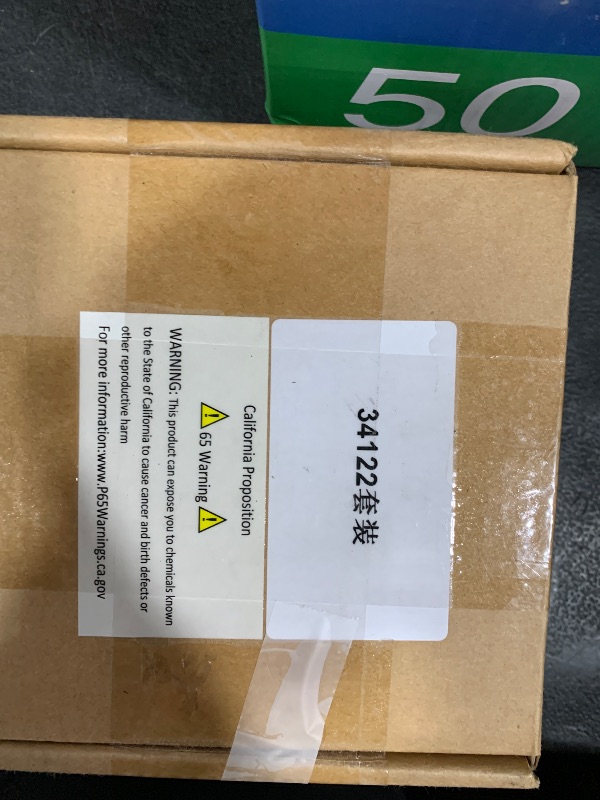 50
34122套装
California Proposition
65 Warning
WARNING: This product can expose you to chemicals known
to the State of California to cause cancer and birth defects or
other reproductive harm
For more information:www.P65Warnings.ca.gov